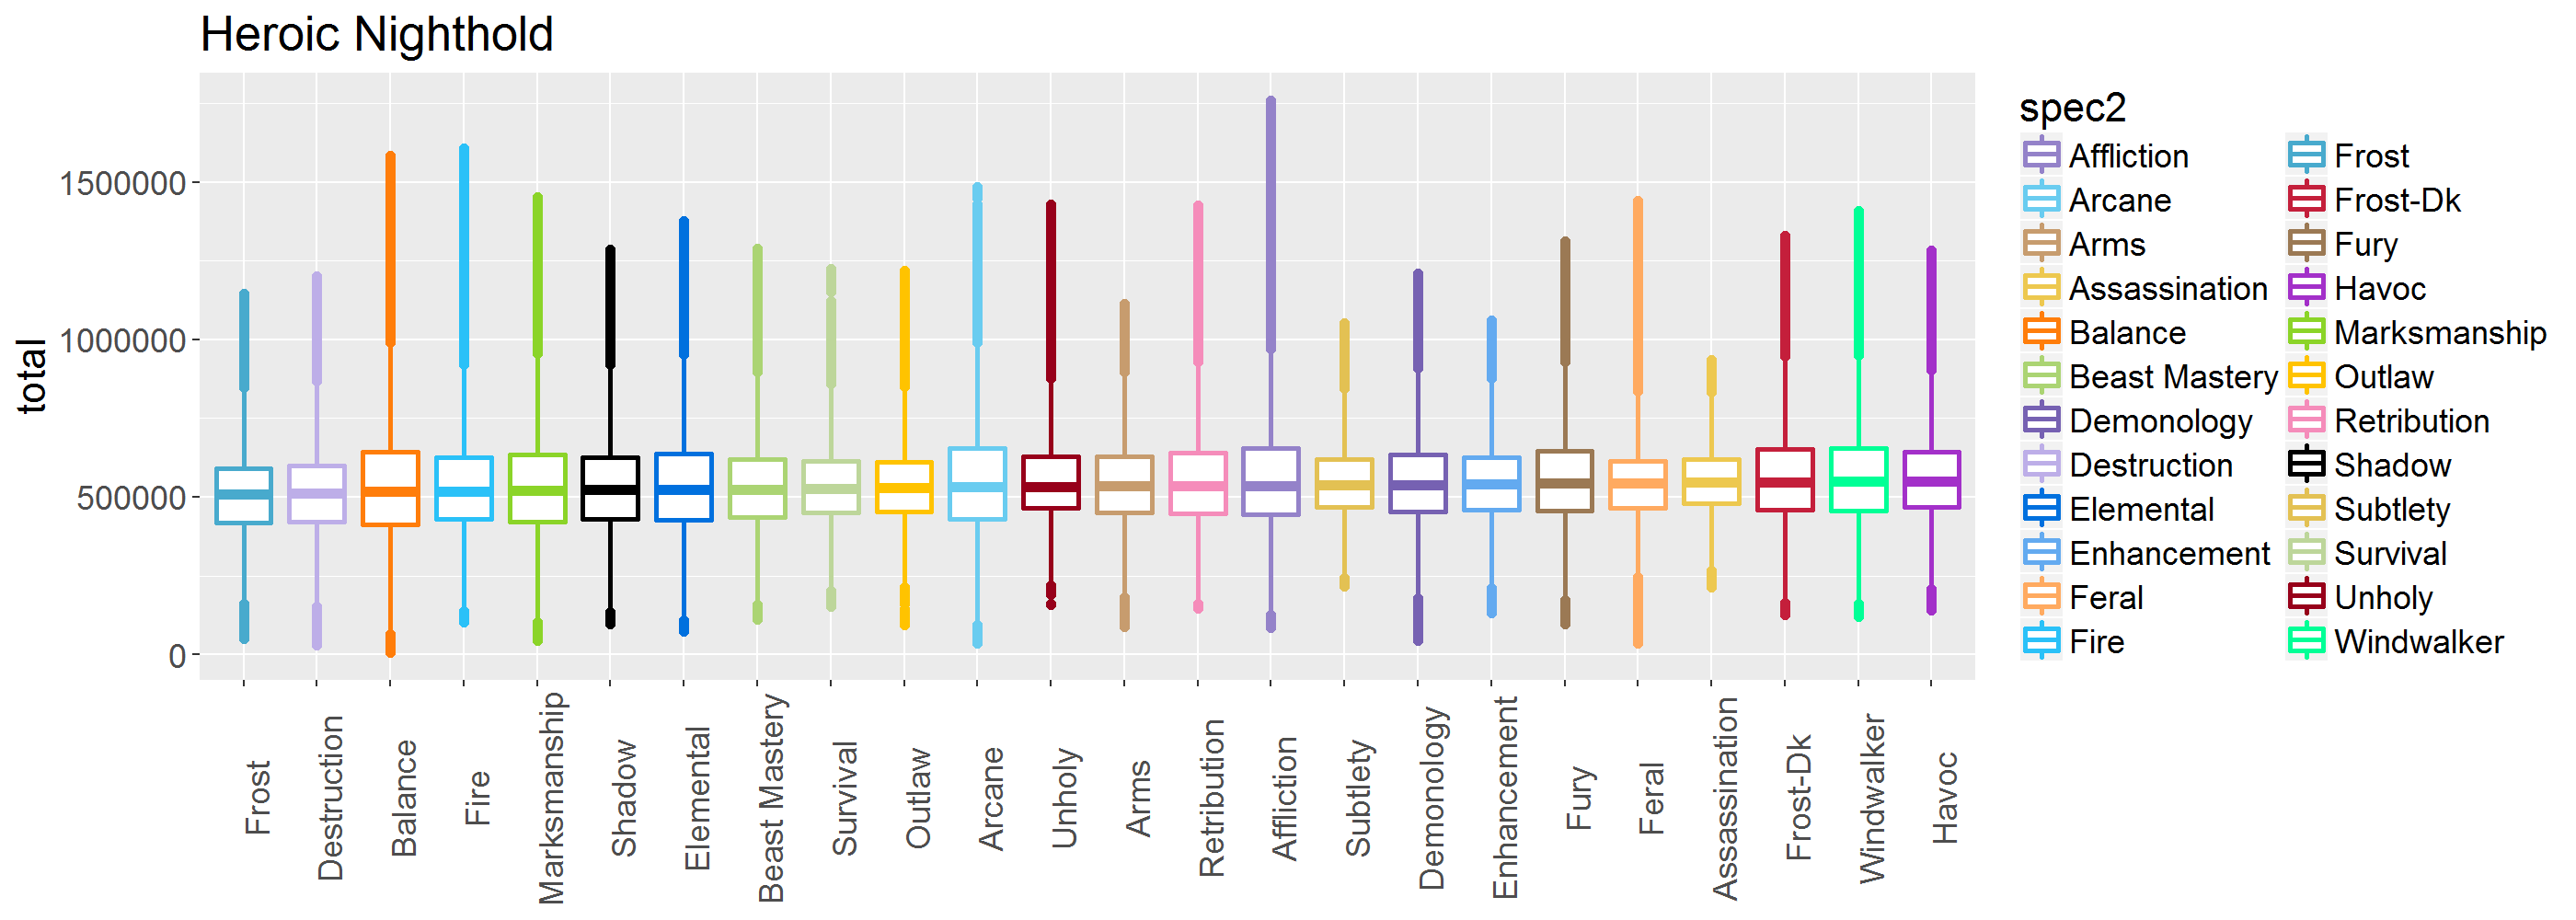 Heroic Nighthold
total
1500000
1000000
500000
0
Frost
Destruction
Balance
Fire
Marksmanship
Shadow
Elemental
Beast Mastery
Survival
Outlaw
Arcane
Unholy
Arms
Retribution
Affliction
Subtlety
Demonology
Enhancement
Fury
Feral
Assassination
Frost-Dk
Windwalker
Havoc
spec2
Affliction
Arcane
Arms
Assassination
Balance
Beast Mastery
Demonology
Destruction
Elemental
Enhancement
Feral
Fire
Frost
Frost-Dk
Fury
Havoc
Marksmanship
Outlaw
Retribution
Shadow
Subtlety
Survival
Unholy
Windwalker